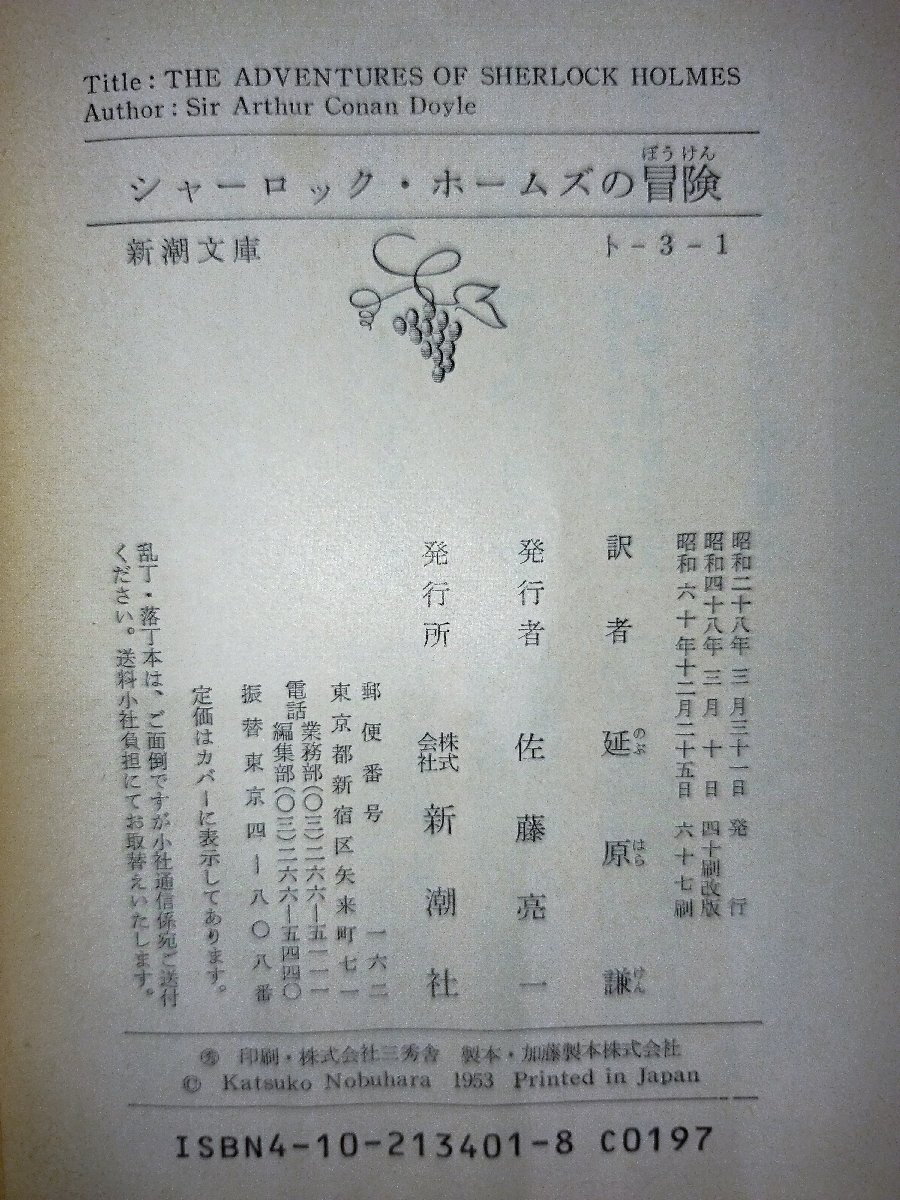 Title : THE ADVENTURES OF SHERLOCK HOLMES
Author : Sir Arthur Conan Doyle
ぼうけん
シャーロック・ホームズの冒険
新潮文庫
ト-3-1
昭和二十八年三月三十一日 発行
昭和四十八年三月十日 四十刷改版
昭和六十年十二月二十五日 六十七刷
訳者 延原謙
のぶ はら けん
発行者 佐藤亮一
発行所 株式会社 新潮社
郵便番号 一六二
東京都新宿区矢来町七一
電話 業務部(〇三)二六六―五一一一
編集部(〇三)二六六―五四四〇
振替東京四―八〇八番
定価はカバーに表示してあります。
乱丁・落丁本は、ご面倒ですが小社通信係宛ご送付
ください。送料小社負担にてお取替えいたします。
印刷・株式会社三秀舎 製本・加藤製本株式会社
© Katsuko Nobuhara 1953 Printed in Japan
ISBN4-10-213401-8 C0197